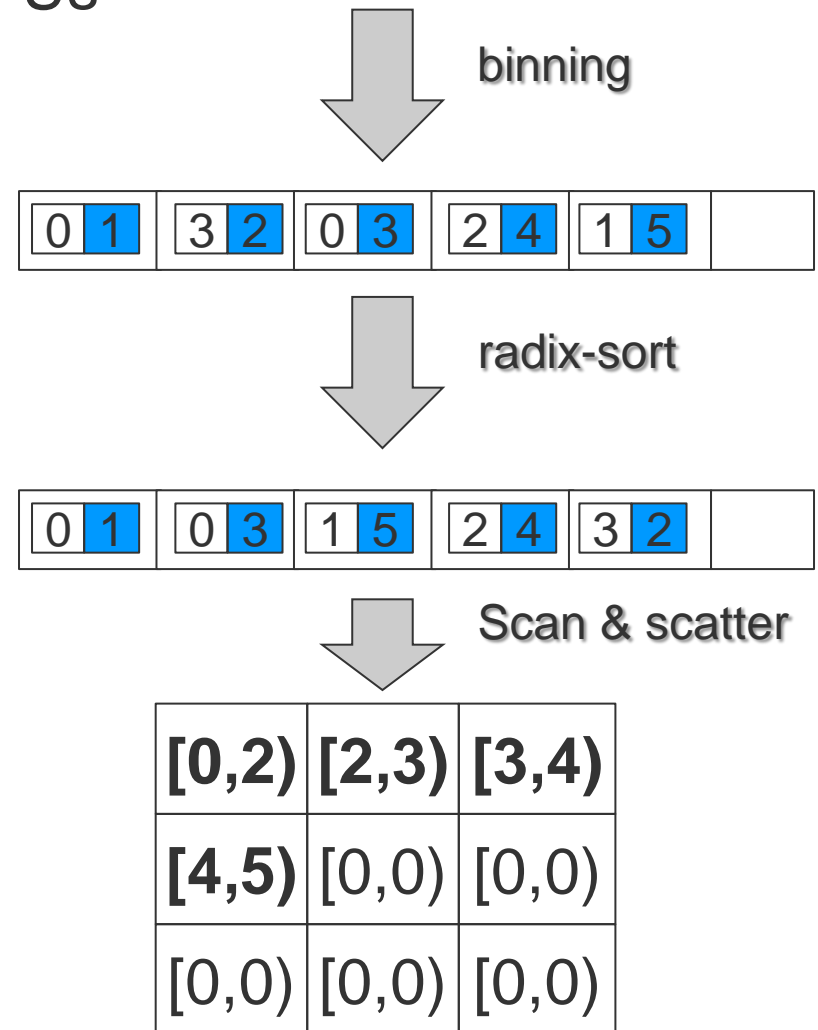 binning
0 1 3 2 0 3 2 4 1 5
radix-sort
0 1 0 3 1 5 2 4 3 2
Scan & scatter
[0,2) [2,3) [3,4)
[4,5) [0,0) [0,0)
[0,0) [0,0) [0,0)